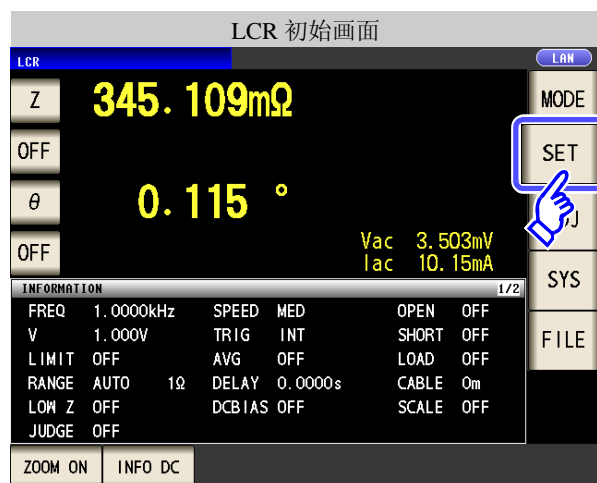 LCR 初始画面
LCR
LAN
Z 345.109mΩ
MODE
OFF
SET
θ 0.115 °
OFF
Vac 3.503mV
Iac 10.15mA
SYS
INFORMATION 1/2
FREQ 1.0000kHz SPEED MED OPEN OFF
V 1.000V TRIG INT SHORT OFF
FILE
LIMIT OFF AVG OFF LOAD OFF
RANGE AUTO 1Ω DELAY 0.0000s CABLE 0m
LOW Z OFF DCBIAS OFF SCALE OFF
JUDGE OFF
ZOOM ON INFO DC